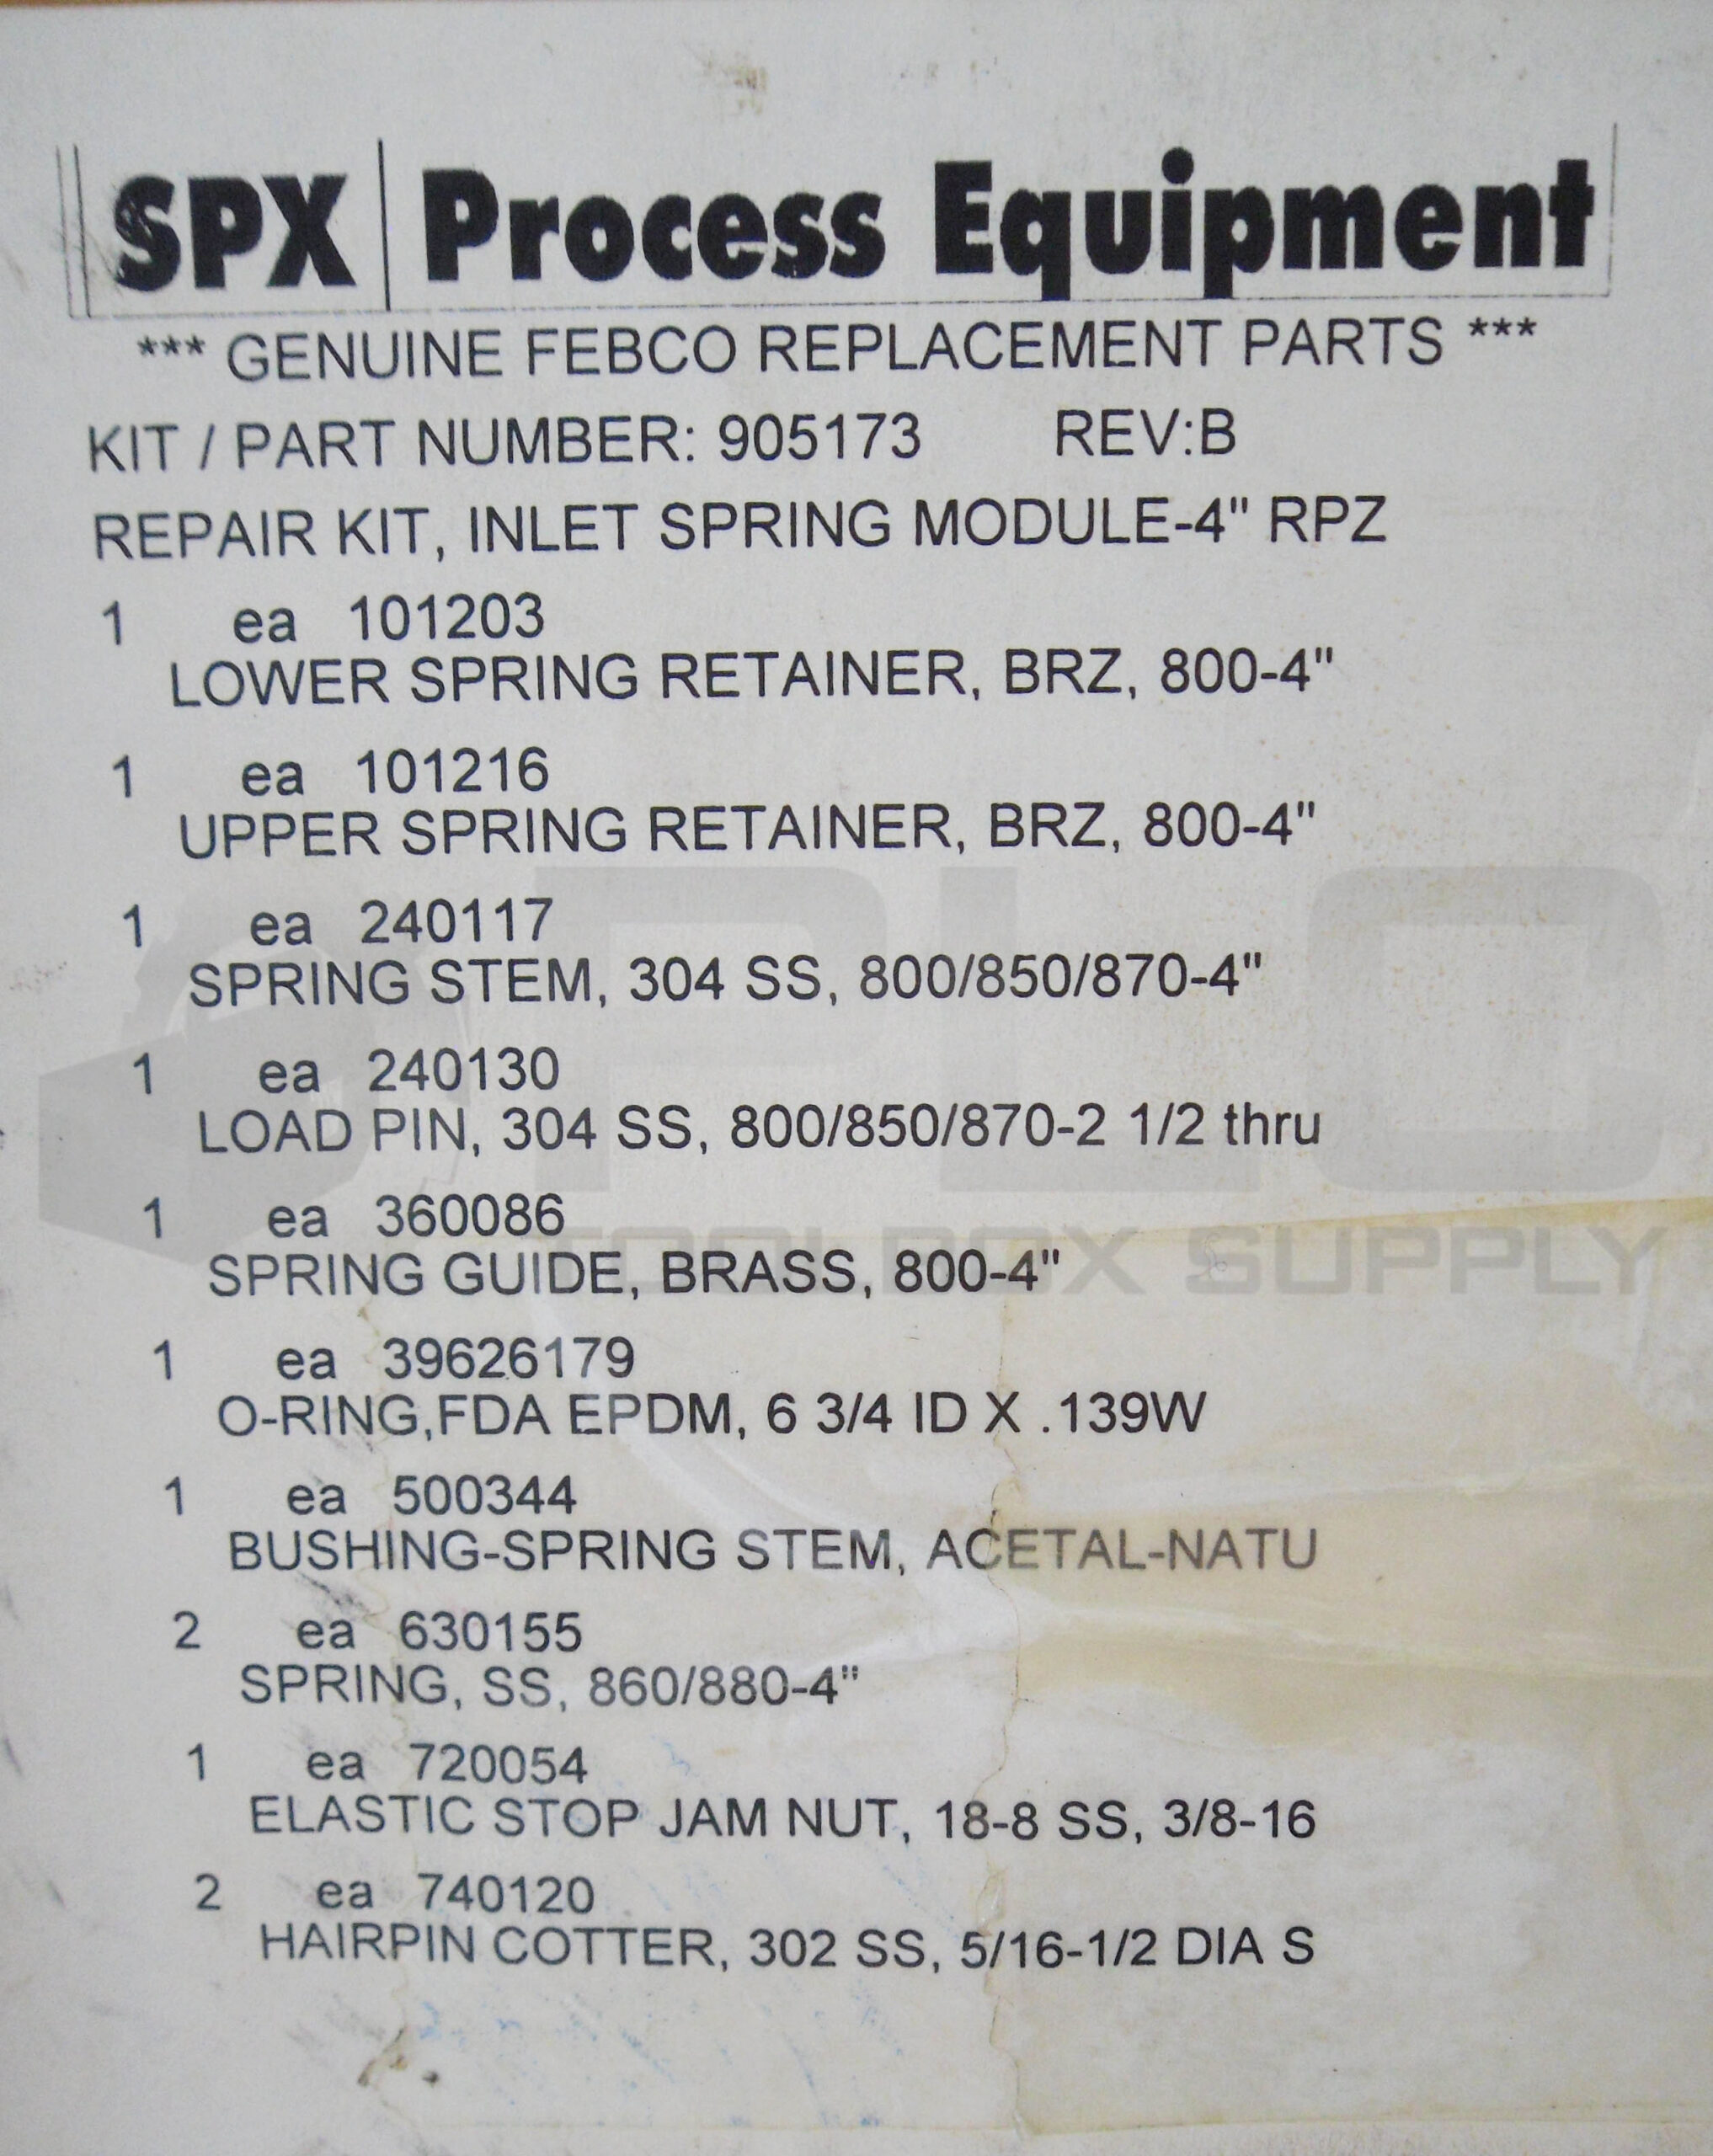 SPX Process Equipment
*** GENUINE FEBCO REPLACEMENT PARTS ***
KIT / PART NUMBER: 905173 REV:B
REPAIR KIT, INLET SPRING MODULE-4" RPZ
1 ea 101203
LOWER SPRING RETAINER, BRZ, 800-4"
1 ea 101216
UPPER SPRING RETAINER, BRZ, 800-4"
1 ea 240117
SPRING STEM, 304 SS, 800/850/870-4"
1 ea 240130
LOAD PIN, 304 SS, 800/850/870-2 1/2 thru
1 ea 360086
SPRING GUIDE, BRASS, 800-4"
1 ea 39626179
O-RING,FDA EPDM, 6 3/4 ID X .139W
1 ea 500344
BUSHING-SPRING STEM, ACETAL-NATU
2 ea 630155
SPRING, SS, 860/880-4"
1 ea 720054
ELASTIC STOP JAM NUT, 18-8 SS, 3/8-16
2 ea 740120
HAIRPIN COTTER, 302 SS, 5/16-1/2 DIA S
PLC
TOOLBOX SUPPLY